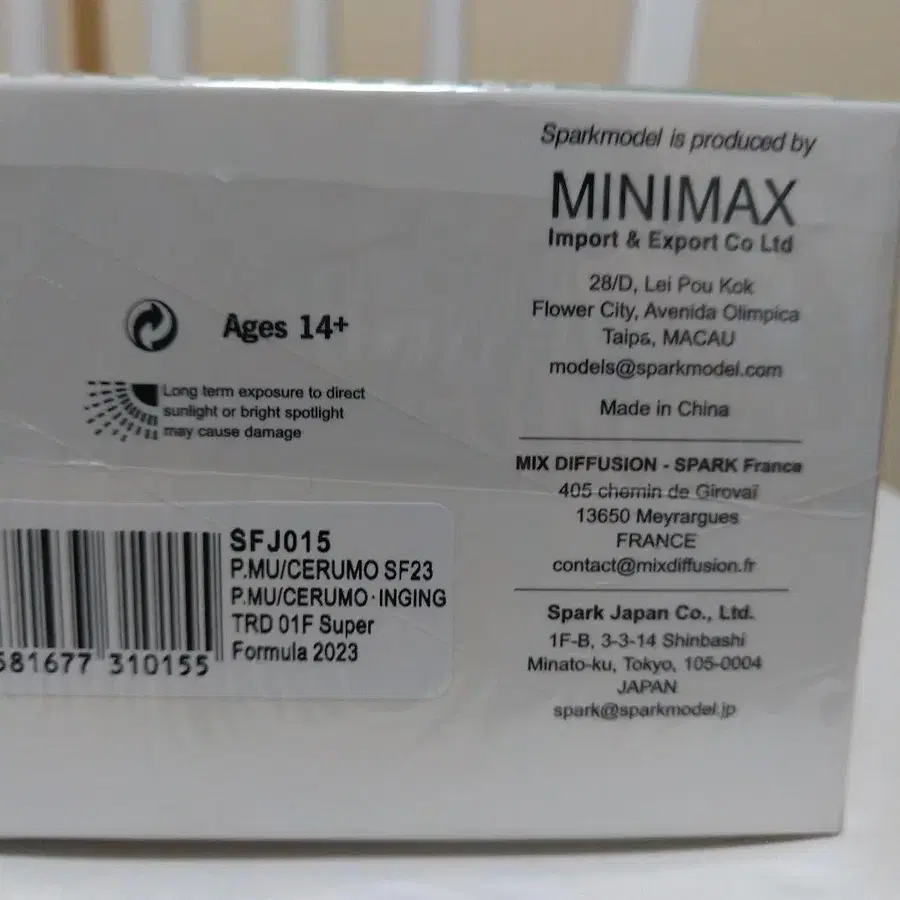 Sparkmodel is produced by
MINIMAX
Import & Export Co Ltd
28/D, Lei Pou Kok
Flower City, Avenida Olimpica
Taipa, MACAU
models@sparkmodel.com
Made in China
MIX DIFFUSION - SPARK France
405 chemin de Girovaï
13650 Meyrargues
FRANCE
contact@mixdiffusion.fr
Spark Japan Co., Ltd.
1F-B, 3-3-14 Shinbashi
Minato-ku, Tokyo, 105-0004
JAPAN
spark@sparkmodel.jp
Ages 14+
Long term exposure to direct
sunlight or bright spotlight
may cause damage
SFJ015
P.MU/CERUMO SF23
P.MU/CERUMO·INGING
TRD 01F Super
Formula 2023
581677 310155